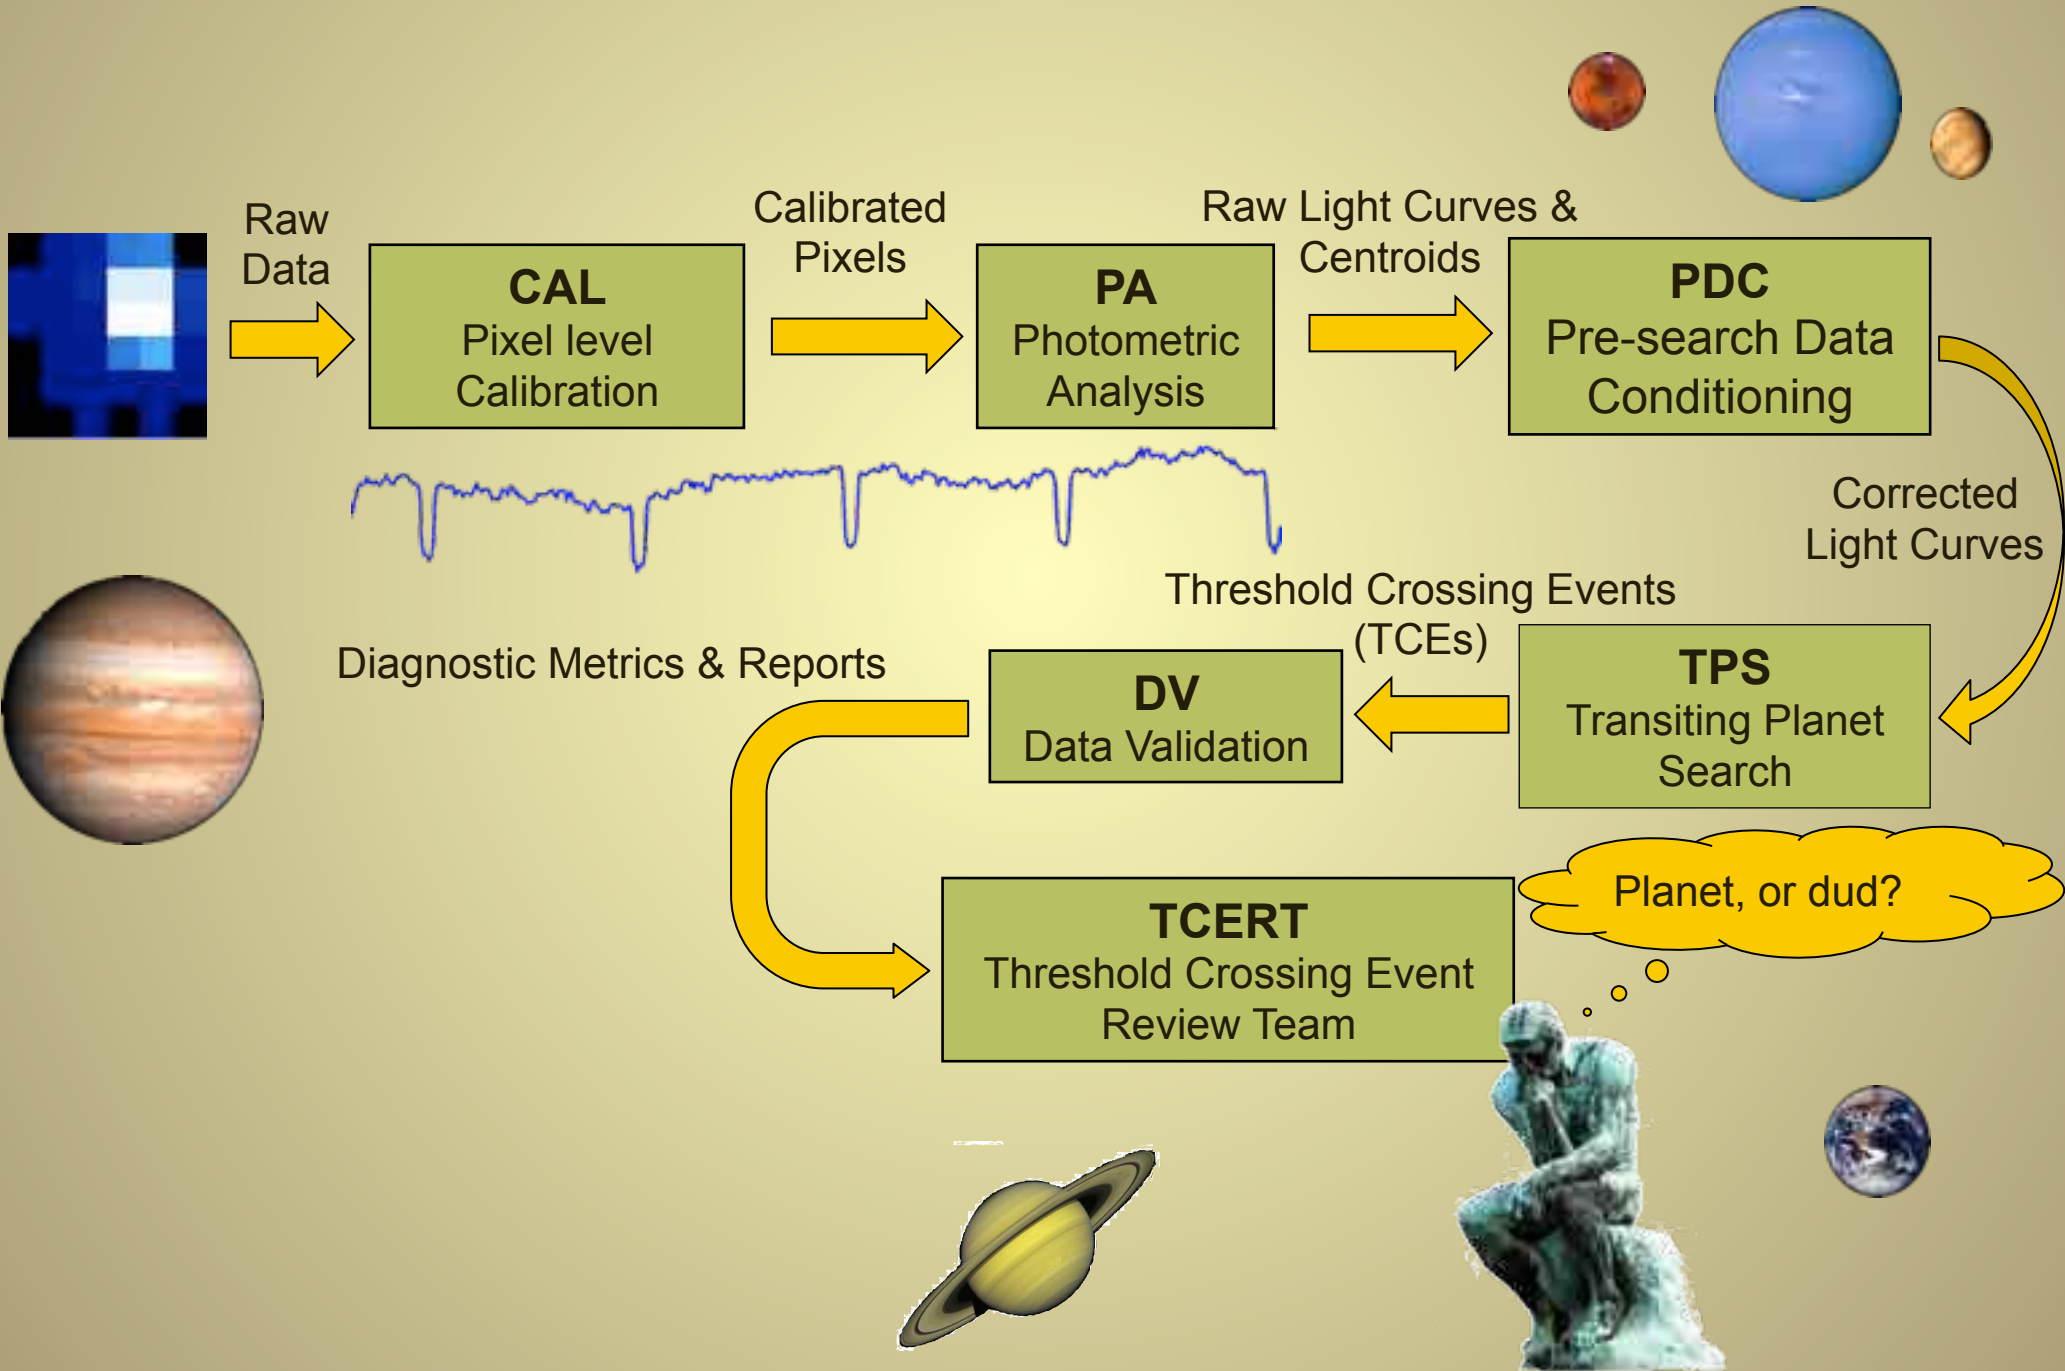 Raw
Data
CAL
Pixel level
Calibration
Calibrated
Pixels
PA
Photometric
Analysis
Raw Light Curves &
Centroids
PDC
Pre-search Data
Conditioning
Corrected
Light Curves
TPS
Transiting Planet
Search
Threshold Crossing Events
(TCEs)
DV
Data Validation
Diagnostic Metrics & Reports
TCERT
Threshold Crossing Event
Review Team
Planet, or dud?